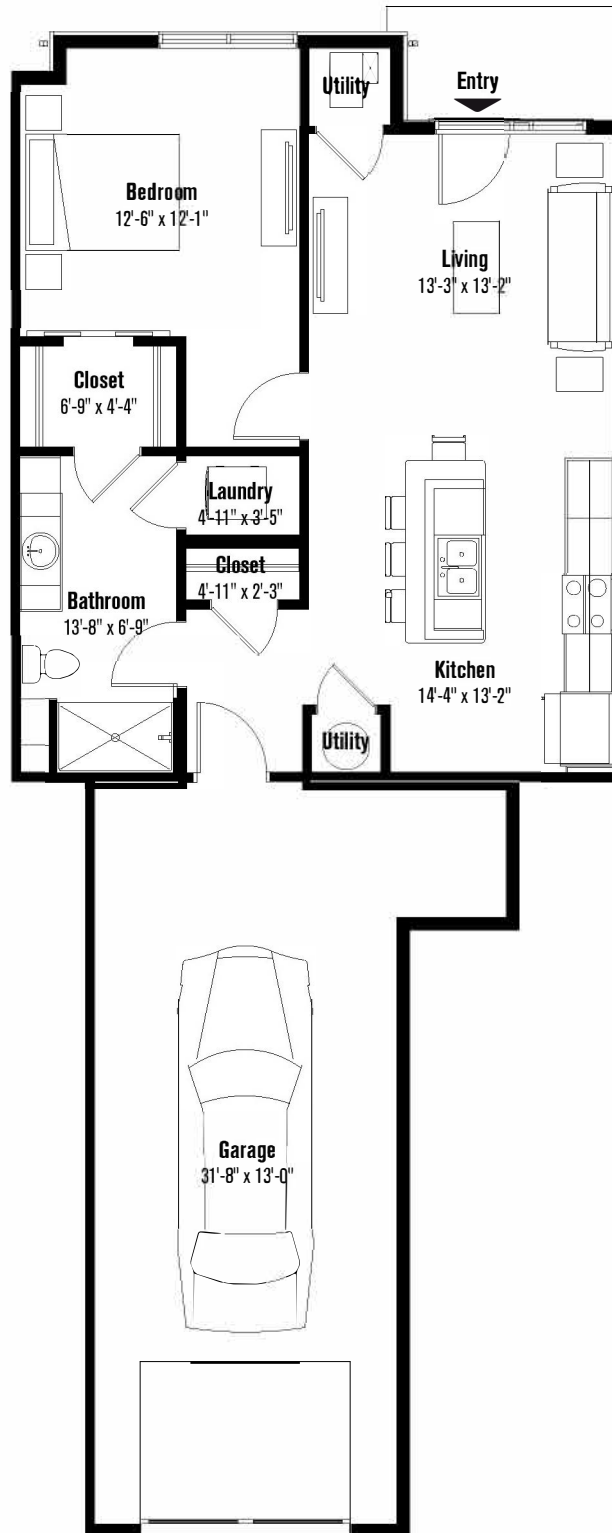 Utility
Entry
Bedroom
12'-6" x 12'-1"
Living
13'-3" x 13'-2"
Closet
6'-9" x 4'-4"
Laundry
4'-11" x 3'-5"
Closet
4'-11" x 2'-3"
Bathroom
13'-8" x 6'-9"
Kitchen
14'-4" x 13'-2"
Utility
Garage
31'-8" x 13'-0"